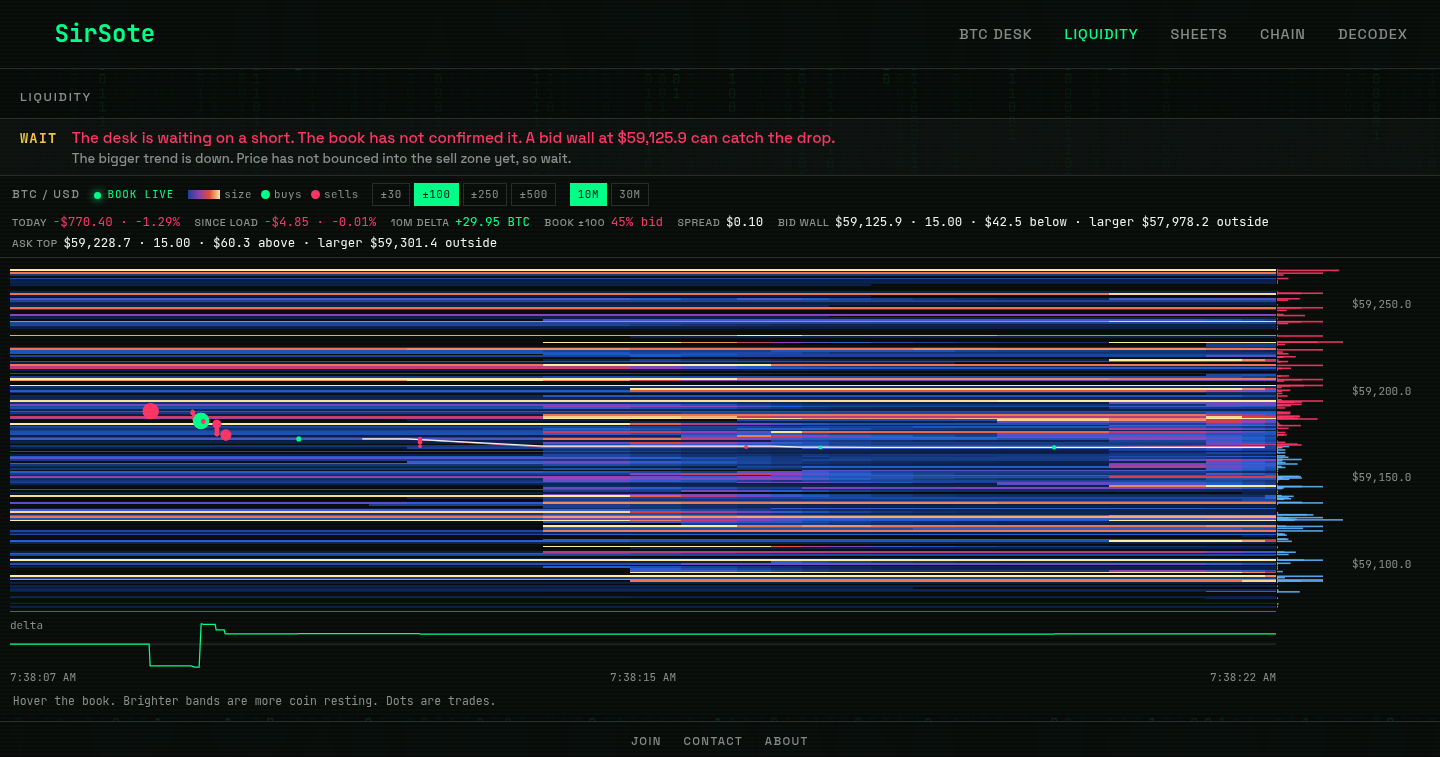 SirSote
BTC DESK LIQUIDITY SHEETS CHAIN DECODEX
LIQUIDITY
WAIT The desk is waiting on a short. The book has not confirmed it. A bid wall at $59,125.9 can catch the drop.
The bigger trend is down. Price has not bounced into the sell zone yet, so wait.
BTC / USD BOOK LIVE size buys sells ±30 ±100 ±250 ±500 10M 30M
TODAY -$770.40 · -1.29% SINCE LOAD -$4.85 · -0.01% 10M DELTA +29.95 BTC BOOK ±100 45% bid SPREAD $0.10 BID WALL $59,125.9 · 15.00 · $42.5 below · larger $57,978.2 outside
ASK TOP $59,228.7 · 15.00 · $60.3 above · larger $59,301.4 outside
$59,250.0
$59,200.0
$59,150.0
$59,100.0
delta
7:38:07 AM 7:38:15 AM 7:38:22 AM
Hover the book. Brighter bands are more coin resting. Dots are trades.
JOIN CONTACT ABOUT